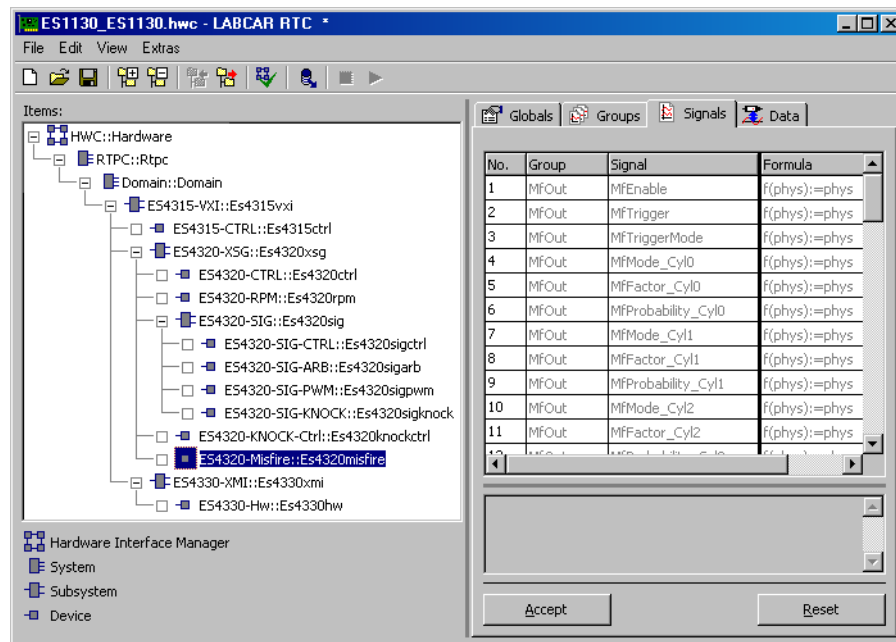 ES1130_ES1130.hwc - LABCAR RTC *
File Edit View Extras
Items:
HWC::Hardware
RTPC::Rtpc
Domain::Domain
ES4315-VXI::Es4315vxi
ES4315-CTRL::Es4315ctrl
ES4320-XSG::Es4320xsg
ES4320-CTRL::Es4320ctrl
ES4320-RPM::Es4320rpm
ES4320-SIG::Es4320sig
ES4320-SIG-CTRL::Es4320sigctrl
ES4320-SIG-ARB::Es4320sigarb
ES4320-SIG-PWM::Es4320sigpwm
ES4320-SIG-KNOCK::Es4320sigknock
ES4320-KNOCK-Ctrl::Es4320knockctrl
ES4320-Misfire::Es4320misfire
ES4330-XMI::Es4330xmi
ES4330-Hw::Es4330hw
Hardware Interface Manager
System
Subsystem
Device
Globals Groups Signals Data
No. Group Signal Formula
1 MfOut MfEnable f(phys):=phys
2 MfOut MfTrigger f(phys):=phys
3 MfOut MfTriggerMode f(phys):=phys
4 MfOut MfMode_Cyl0 f(phys):=phys
5 MfOut MfFactor_Cyl0 f(phys):=phys
6 MfOut MfProbability_Cyl0 f(phys):=phys
7 MfOut MfMode_Cyl1 f(phys):=phys
8 MfOut MfFactor_Cyl1 f(phys):=phys
9 MfOut MfProbability_Cyl1 f(phys):=phys
10 MfOut MfMode_Cyl2 f(phys):=phys
11 MfOut MfFactor_Cyl2 f(phys):=phys
Accept Reset